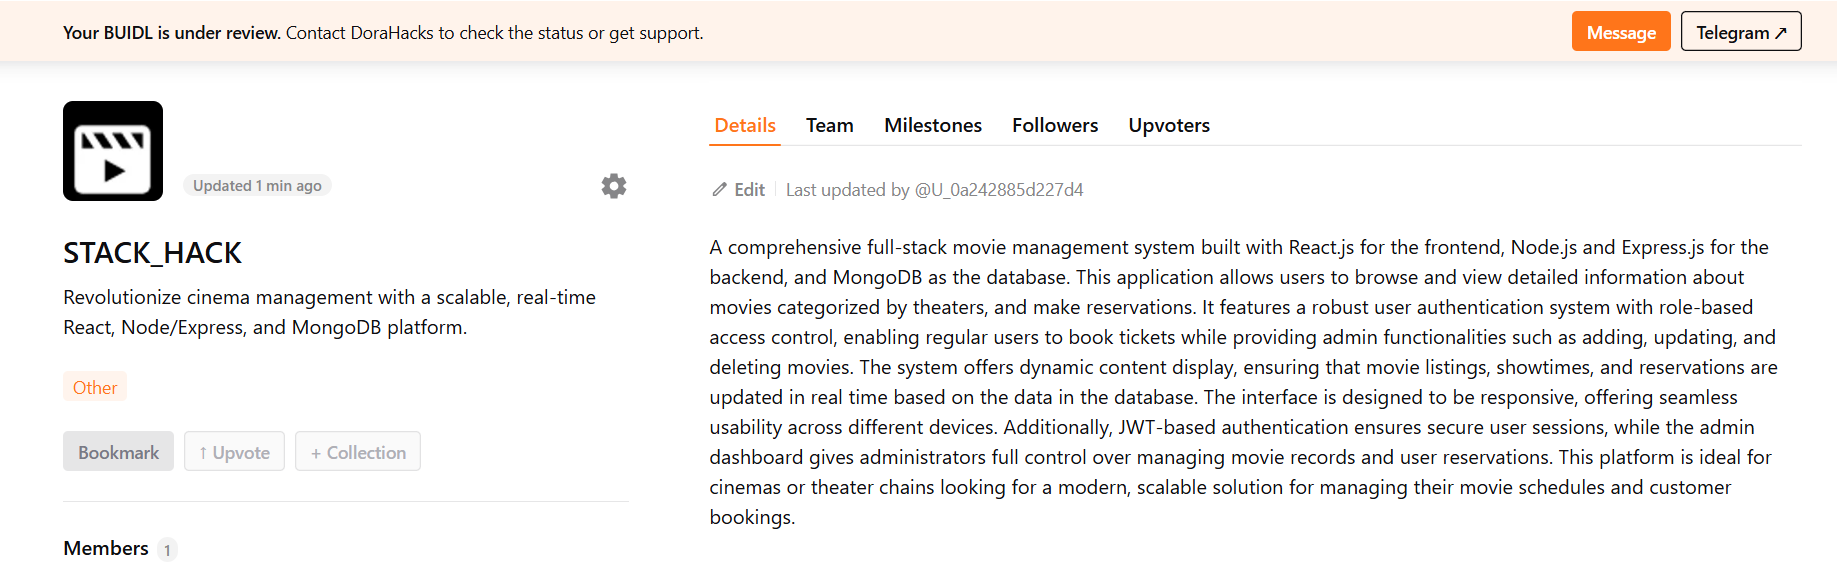 Your BUIDL is under review. Contact DoraHacks to check the status or get support.
Message
Telegram ↗
Updated 1 min ago
STACK_HACK
Revolutionize cinema management with a scalable, real-time
React, Node/Express, and MongoDB platform.
Other
Bookmark
↑ Upvote
+ Collection
Members 1
Details Team Milestones Followers Upvoters
Edit Last updated by @U_0a242885d227d4
A comprehensive full-stack movie management system built with React.js for the frontend, Node.js and Express.js for the
backend, and MongoDB as the database. This application allows users to browse and view detailed information about
movies categorized by theaters, and make reservations. It features a robust user authentication system with role-based
access control, enabling regular users to book tickets while providing admin functionalities such as adding, updating, and
deleting movies. The system offers dynamic content display, ensuring that movie listings, showtimes, and reservations are
updated in real time based on the data in the database. The interface is designed to be responsive, offering seamless
usability across different devices. Additionally, JWT-based authentication ensures secure user sessions, while the admin
dashboard gives administrators full control over managing movie records and user reservations. This platform is ideal for
cinemas or theater chains looking for a modern, scalable solution for managing their movie schedules and customer
bookings.